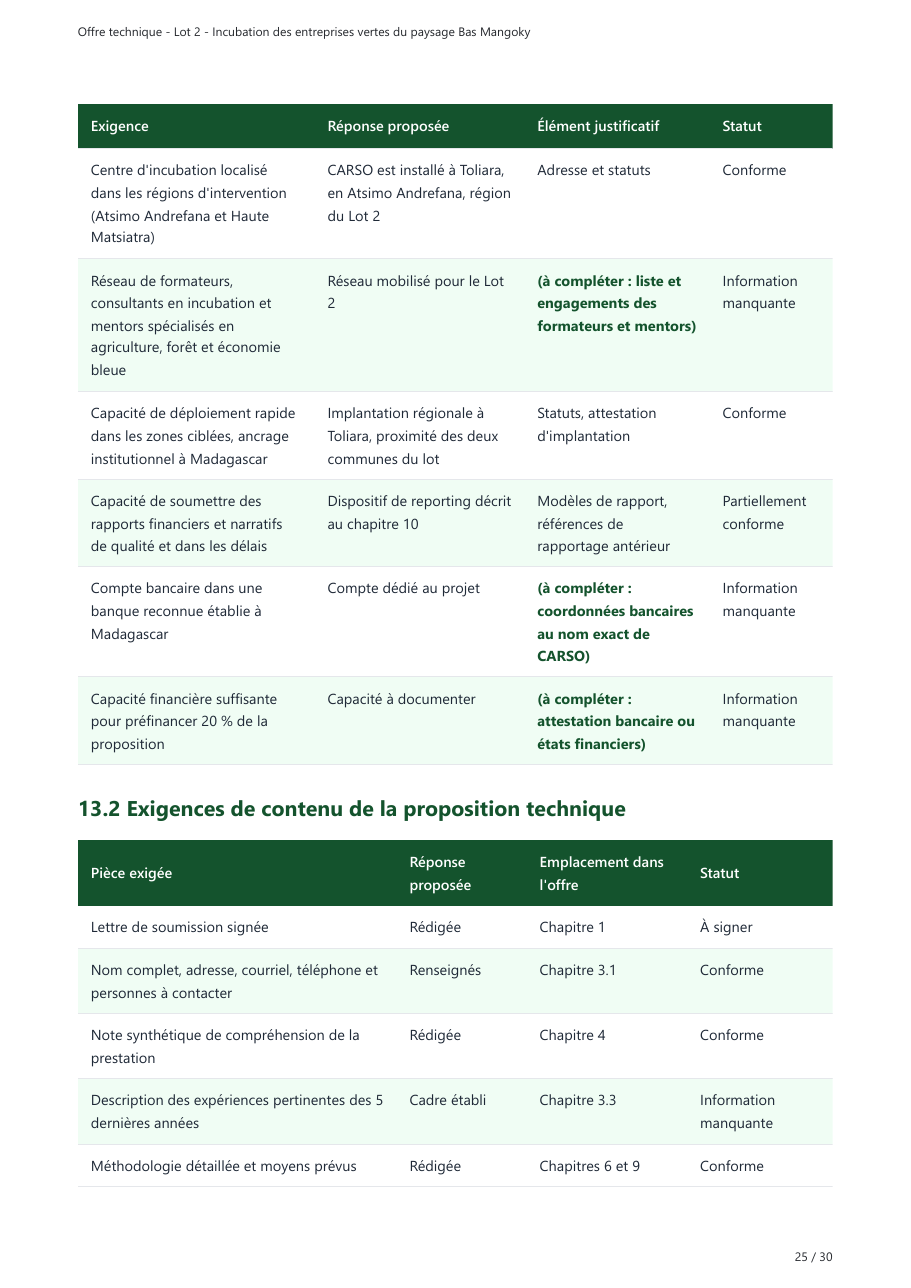 Offre technique - Lot 2 - Incubation des entreprises vertes du paysage Bas Mangoky
Exigence
Réponse proposée
Élément justificatif
Statut
Centre d'incubation localisé
dans les régions d'intervention
(Atsimo Andrefana et Haute
Matsiatra)
CARSO est installé à Toliara,
en Atsimo Andrefana, région
du Lot 2
Adresse et statuts
Conforme
Réseau de formateurs,
consultants en incubation et
mentors spécialisés en
agriculture, forêt et économie
bleue
Réseau mobilisé pour le Lot
2
(à compléter : liste et
engagements des
formateurs et mentors)
Information
manquante
Capacité de déploiement rapide
dans les zones ciblées, ancrage
institutionnel à Madagascar
Implantation régionale à
Toliara, proximité des deux
communes du lot
Statuts, attestation
d'implantation
Conforme
Capacité de soumettre des
rapports financiers et narratifs
de qualité et dans les délais
Dispositif de reporting décrit
au chapitre 10
Modèles de rapport,
références de
rapportage antérieur
Partiellement
conforme
Compte bancaire dans une
banque reconnue établie à
Madagascar
Compte dédié au projet
(à compléter :
coordonnées bancaires
au nom exact de
CARSO)
Information
manquante
Capacité financière suffisante
pour préfinancer 20 % de la
proposition
Capacité à documenter
(à compléter :
attestation bancaire ou
états financiers)
Information
manquante
13.2 Exigences de contenu de la proposition technique
Pièce exigée
Réponse
proposée
Emplacement dans
l'offre
Statut
Lettre de soumission signée
Rédigée
Chapitre 1
À signer
Nom complet, adresse, courriel, téléphone et
personnes à contacter
Renseignés
Chapitre 3.1
Conforme
Note synthétique de compréhension de la
prestation
Rédigée
Chapitre 4
Conforme
Description des expériences pertinentes des 5
dernières années
Cadre établi
Chapitre 3.3
Information
manquante
Méthodologie détaillée et moyens prévus
Rédigée
Chapitres 6 et 9
Conforme
25 / 30